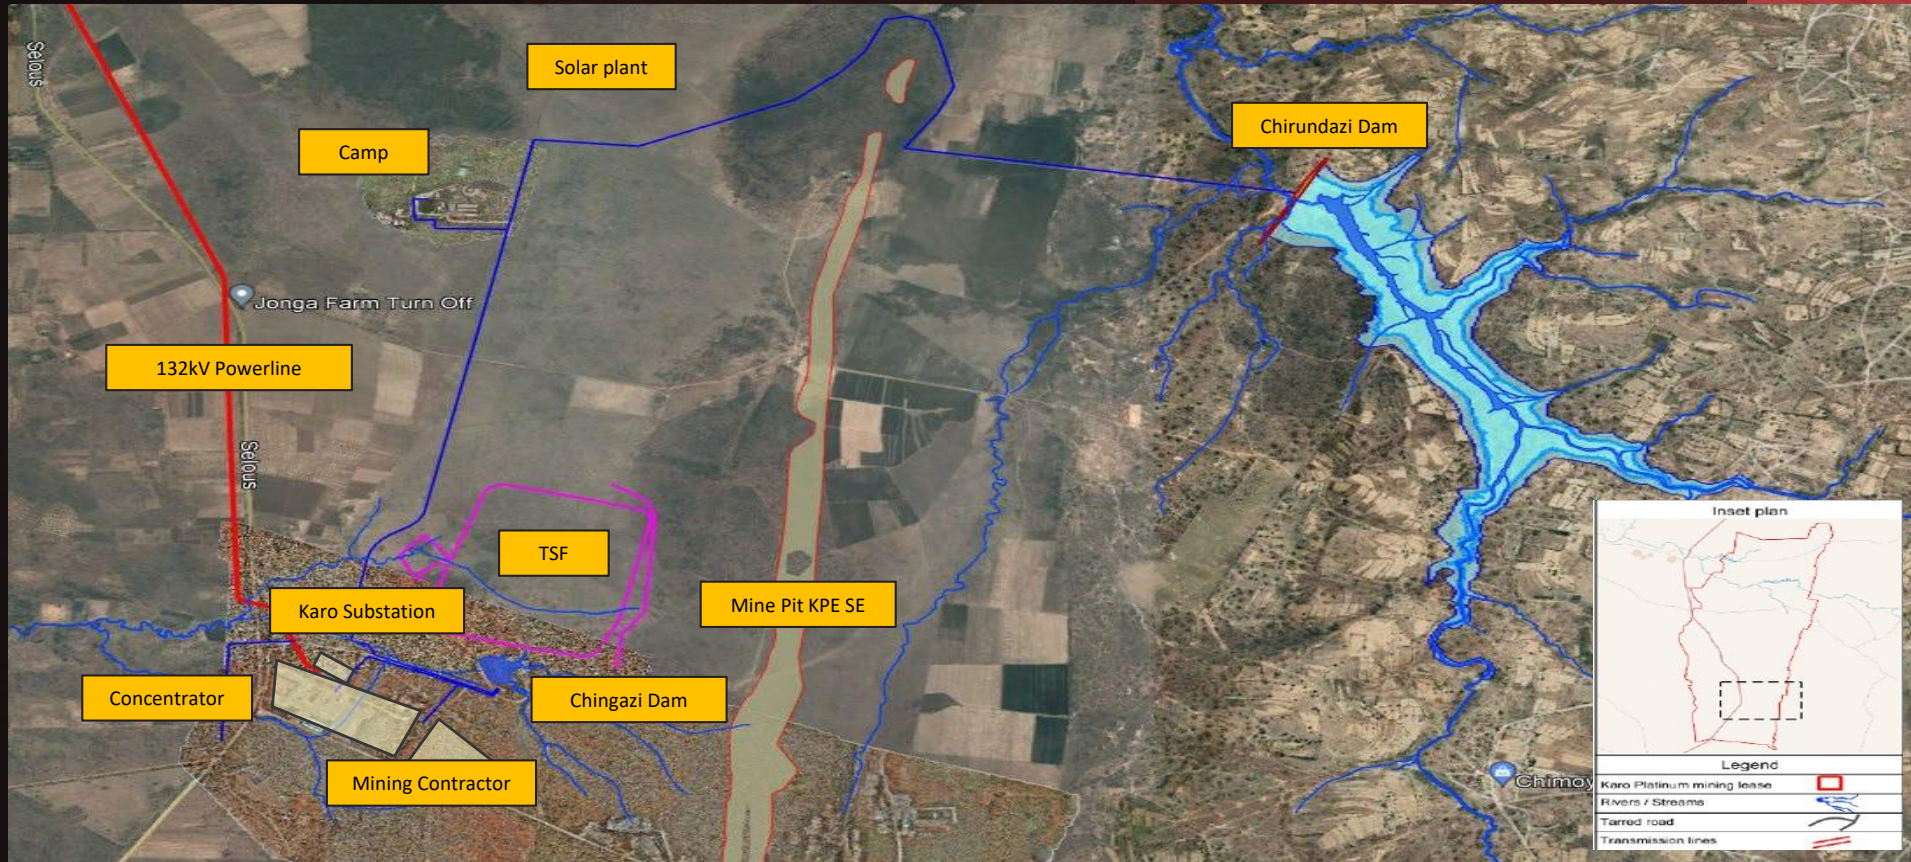 Selous
Solar plant
Chirundazi Dam
Camp
Jonga Farm Turn Off
132kV Powerline
Selous
TSF
Karo Substation
Mine Pit KPE SE
Concentrator
Chingazi Dam
Mining Contractor
Chimoy
Inset plan
Legend
Karo Platinum mining lease
Rivers / Streams
Tarred road
Transmission lines